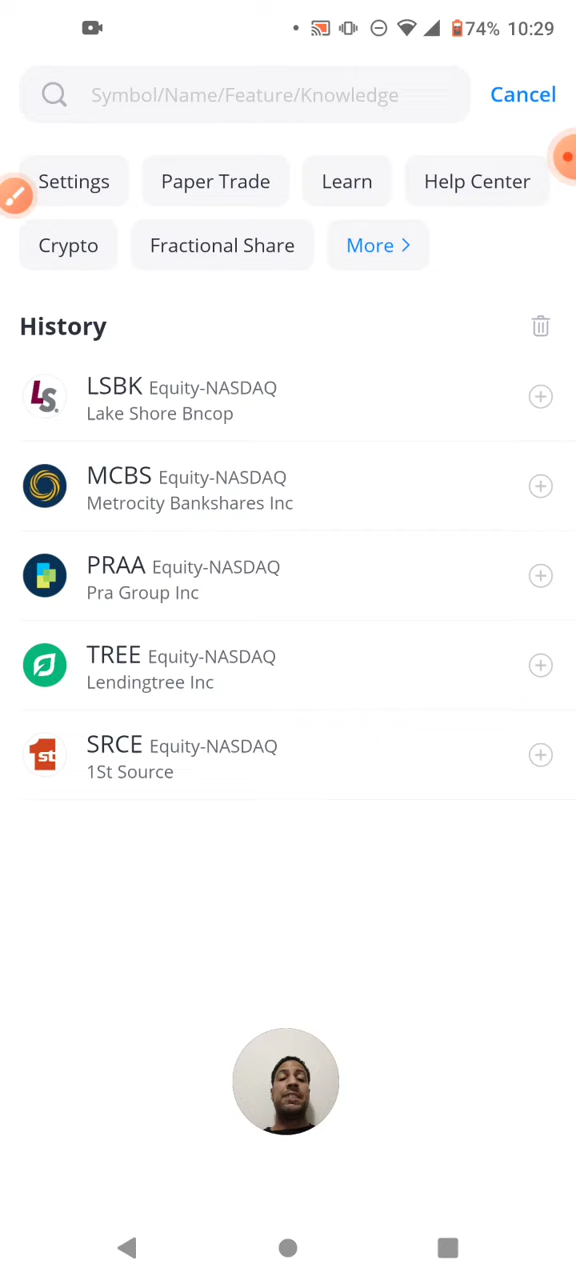 74% 10:29
Symbol/Name/Feature/Knowledge Cancel
Settings Paper Trade Learn Help Center
Crypto Fractional Share More >
History
LS. LSBK Equity-NASDAQ
Lake Shore Bncop
MCBS Equity-NASDAQ
Metrocity Bankshares Inc
PRAA Equity-NASDAQ
Pra Group Inc
TREE Equity-NASDAQ
Lendingtree Inc
1st SRCE Equity-NASDAQ
1St Source